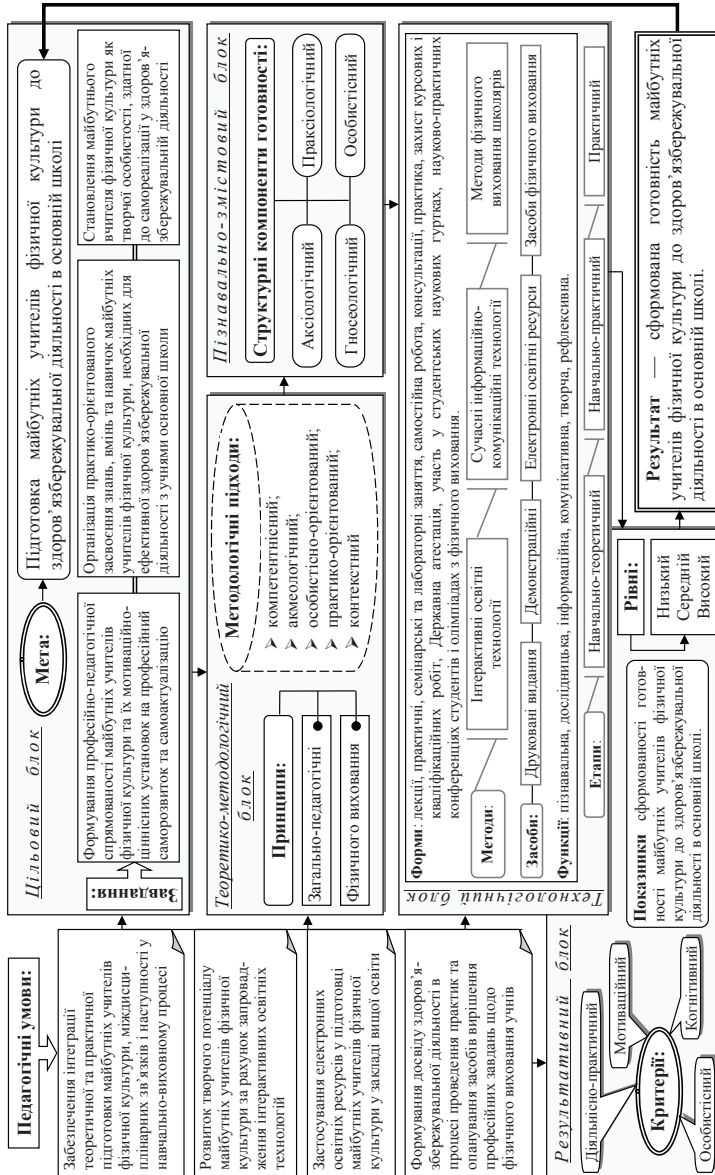 Педагогічні умови:
Забезпечення інтеграції
теоретичної та практичної
підготовки майбутніх учителів
фізичної культури, міждисци-
плінарних зв'язків і наступності у
навчально-виховному процесі
Розвиток творчого потенціалу
майбутніх учителів фізичної
культури за рахунок запровад-
ження інтерактивних освітніх
технологій
Застосування електронних
освітніх ресурсів у підготовці
майбутніх учителів фізичної
культури у закладі вищої освіти
Формування досвіду здоров'я-
збережувальної діяльності в
процесі проведення практик та
опанування засобів вирішення
професійних завдань щодо
фізичного виховання учнів
Цільовий блок
Мета:
Підготовка майбутніх учителів фізичної культури до
здоров'язбережувальної діяльності в основній школі
Завдання:
Формування професійно-педагогічної
спрямованості майбутніх учителів
фізичної культури та їх мотиваційно-
ціннісних установок на професійний
саморозвиток та самоактуалізацію
Організація практико-орієнтованого
засвоєння знань, вмінь та навичок майбутніх
учителів фізичної культури, необхідних для
ефективної здоров'язбережувальної
діяльності з учнями основної школи
Становлення майбутнього
вчителя фізичної культури як
творчої особистості, здатної
до самореалізації у здоров'я-
збережувальній діяльності
Теоретико-методологічний
блок
Принципи:
Загально-педагогічні
Фізичного виховання
Методологічні підходи:
➢ компетентнісний;
➢ акмеологічний;
➢ особистісно-орієнтований;
➢ практико-орієнтований;
➢ контекстний
Пізнавально-змістовий блок
Структурні компоненти готовності:
Аксіологічний
Праксіологічний
Гносеологічний
Особистісний
Технологічний блок
Форми: лекції, практичні, семінарські та лабораторні заняття, самостійна робота, консультації, практика, захист курсових і
кваліфікаційних робіт, Державна атестація, участь у студентських наукових гуртках, науково-практичних
конференціях студентів і олімпіадах з фізичного виховання.
Методи:
Інтерактивні освітні
технології
Сучасні інформаційно-
комунікаційні технології
Методи фізичного
виховання школярів
Засоби:
Друковані видання
Демонстраційні
Електронні освітні ресурси
Засоби фізичного виховання
Функції: пізнавальна, дослідницька, інформаційна, комунікативна, творча, рефлексивна.
Етапи:
Навчально-теоретичний
Навчально-практичний
Практичний
Результативний блок
Діяльнісно-практичний
Мотиваційний
Критерії:
Особистісний
Когнітивний
Показники сформованості готов-
ності майбутніх учителів фізичної
культури до здоров'язбережувальної
діяльності в основній школі.
Рівні:
Низький
Середній
Високий
Результат — сформована готовність майбутніх
учителів фізичної культури до здоров'язбережувальної
діяльності в основній школі.